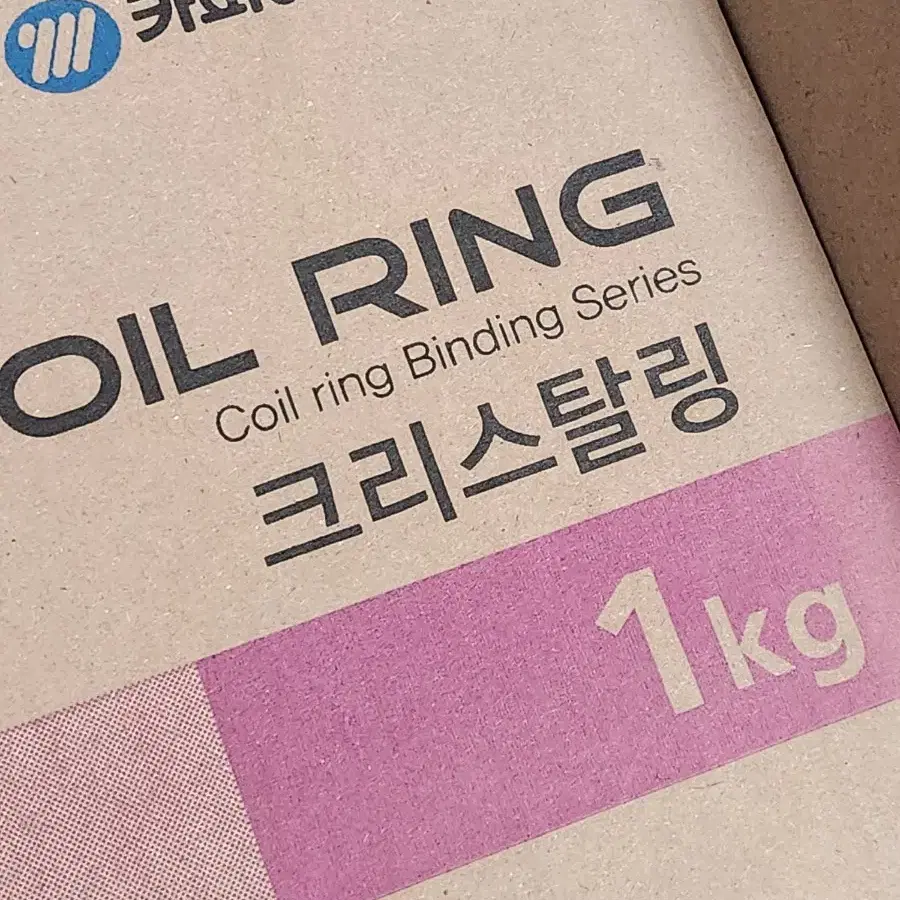 OIL RING
Coil ring Binding Series
크리스탈링
1kg